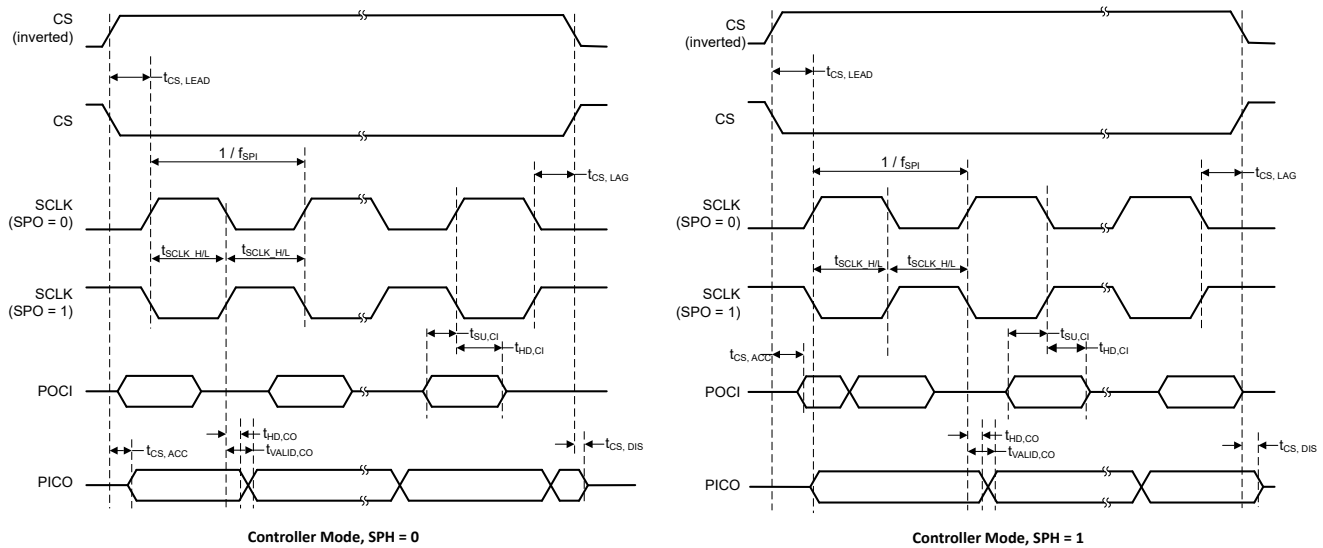 CS
(inverted)
tCS, LEAD
CS
1 / fSPI
tCS, LAG
SCLK
(SPO = 0)
tSCLK_H/L
tSCLK_H/L
SCLK
(SPO = 1)
tSU,CI
tHD,CI
POCI
tHD,CO
tCS, ACC
tVALID,CO
tCS, DIS
PICO
Controller Mode, SPH = 0
CS
(inverted)
tCS, LEAD
CS
1 / fSPI
tCS, LAG
SCLK
(SPO = 0)
tSCLK_H/L
tSCLK_H/L
SCLK
(SPO = 1)
tSU,CI
tHD,CI
tCS, ACC
POCI
tHD,CO
tVALID,CO
tCS, DIS
PICO
Controller Mode, SPH = 1